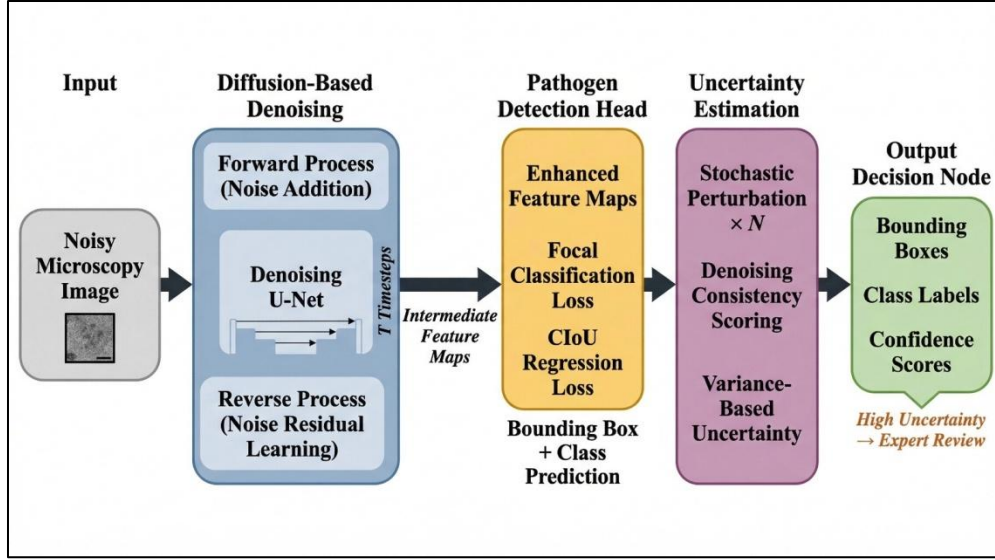 Input
Noisy
Microscopy
Image
Diffusion-Based
Denoising
Forward Process
(Noise Addition)
Denoising
U-Net
T Timesteps
Reverse Process
(Noise Residual
Learning)
Intermediate
Feature
Maps
Pathogen
Detection Head
Enhanced
Feature Maps
Focal
Classification
Loss
CIoU
Regression
Loss
Bounding Box
+ Class
Prediction
Uncertainty
Estimation
Stochastic
Perturbation
× N
Denoising
Consistency
Scoring
Variance-
Based
Uncertainty
Output
Decision Node
Bounding
Boxes
Class Labels
Confidence
Scores
High Uncertainty
→ Expert Review